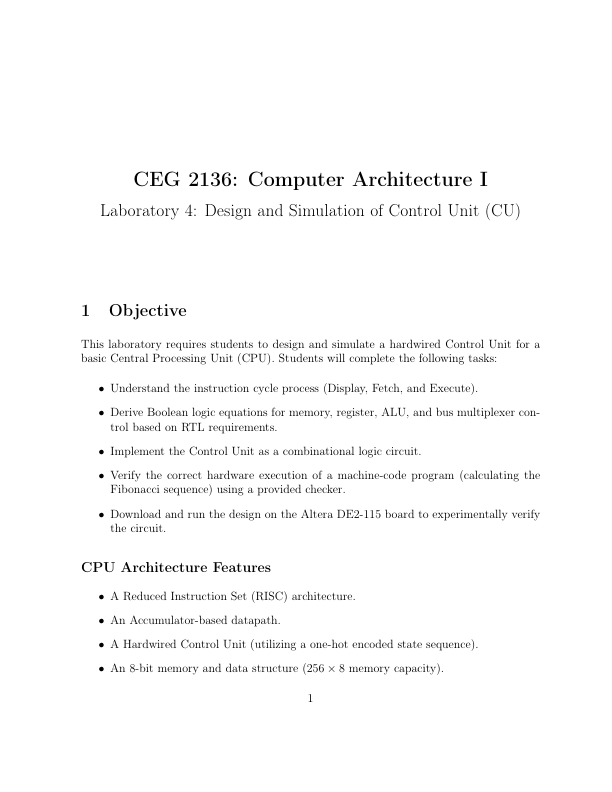 CEG 2136: Computer Architecture I
Laboratory 4: Design and Simulation of Control Unit (CU)
1 Objective
This laboratory requires students to design and simulate a hardwired Control Unit for a
basic Central Processing Unit (CPU). Students will complete the following tasks:
• Understand the instruction cycle process (Display, Fetch, and Execute).
• Derive Boolean logic equations for memory, register, ALU, and bus multiplexer con-
trol based on RTL requirements.
• Implement the Control Unit as a combinational logic circuit.
• Verify the correct hardware execution of a machine-code program (calculating the
Fibonacci sequence) using a provided checker.
• Download and run the design on the Altera DE2-115 board to experimentally verify
the circuit.
CPU Architecture Features
• A Reduced Instruction Set (RISC) architecture.
• An Accumulator-based datapath.
• A Hardwired Control Unit (utilizing a one-hot encoded state sequence).
• An 8-bit memory and data structure (256 × 8 memory capacity).
1